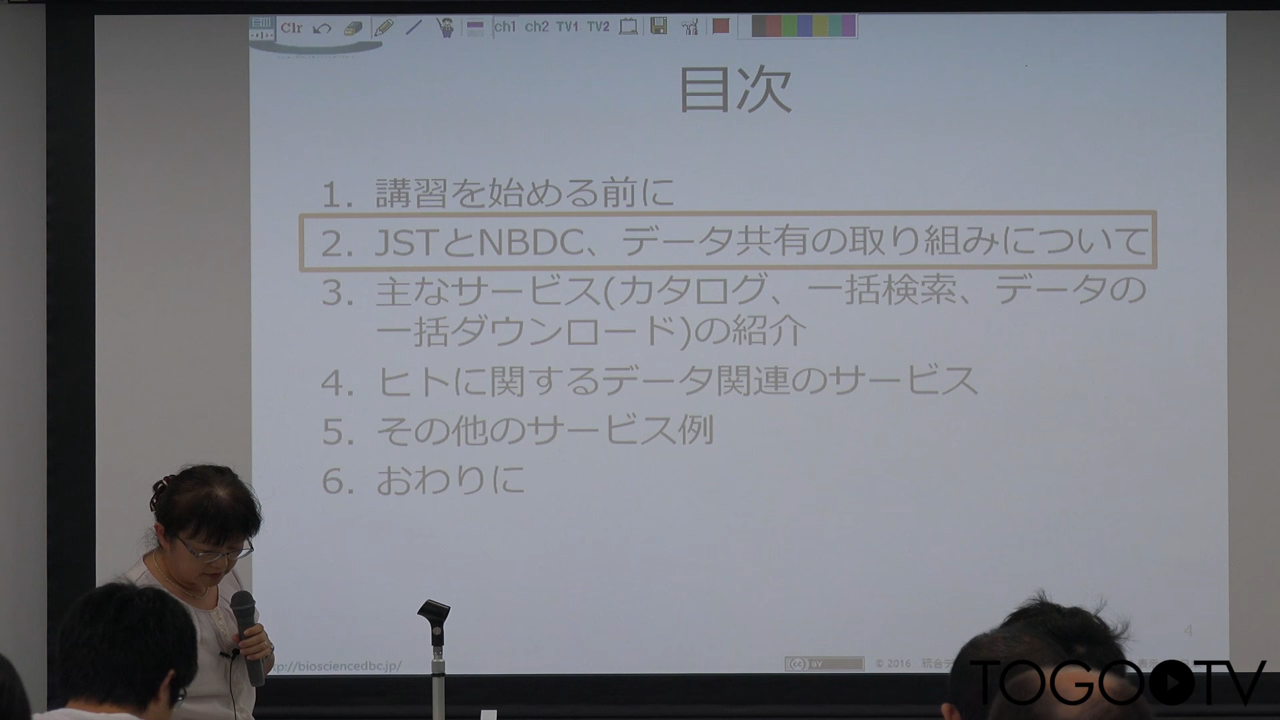 Clr ch1 ch2 TV1 TV2
目次
1. 講習を始める前に
2. JSTとNBDC、データ共有の取り組みについて
3. 主なサービス(カタログ、一括検索、データの
一括ダウンロード)の紹介
4. ヒトに関するデータ関連のサービス
5. その他のサービス例
6. おわりに
4
tp://biosciencedbc.jp/
cc BY
© 2016 統合
TOGOTV